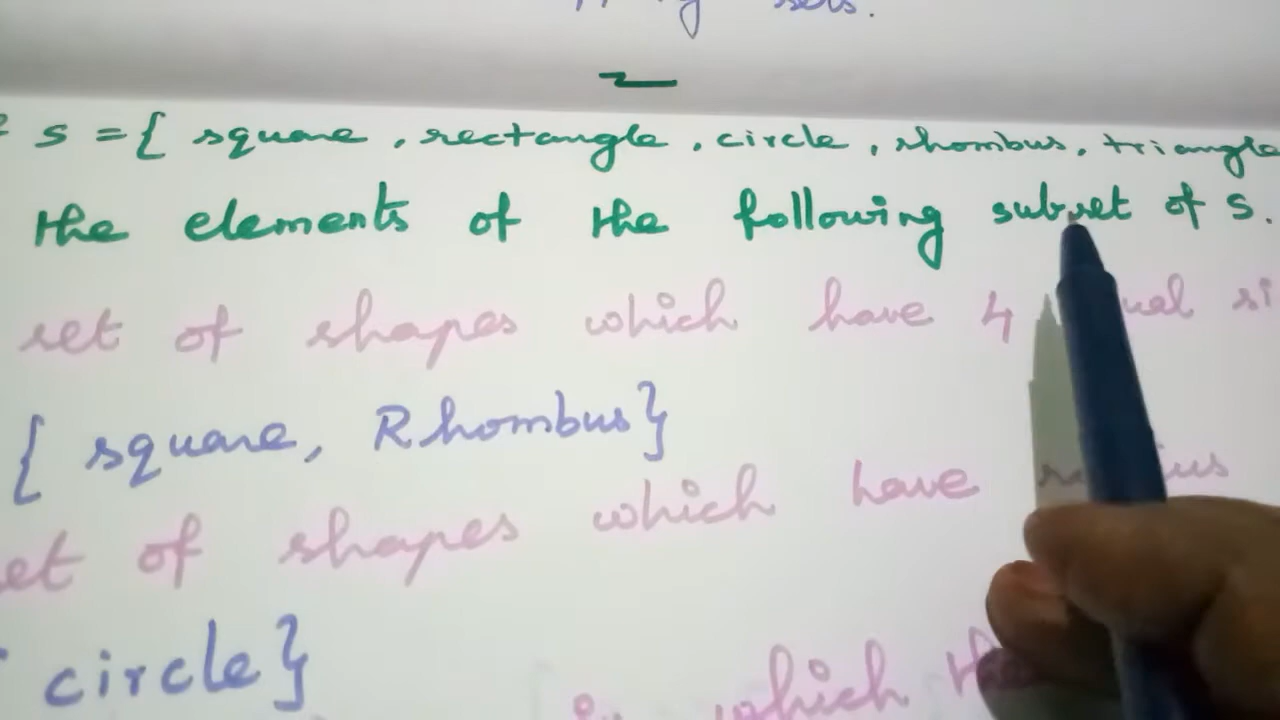 sets.
S = { square , rectangle , circle , rhombus , triangle
the elements of the following subset of S.
set of shapes which have 4
{ square, Rhombus}
of shapes which have
circle}
which